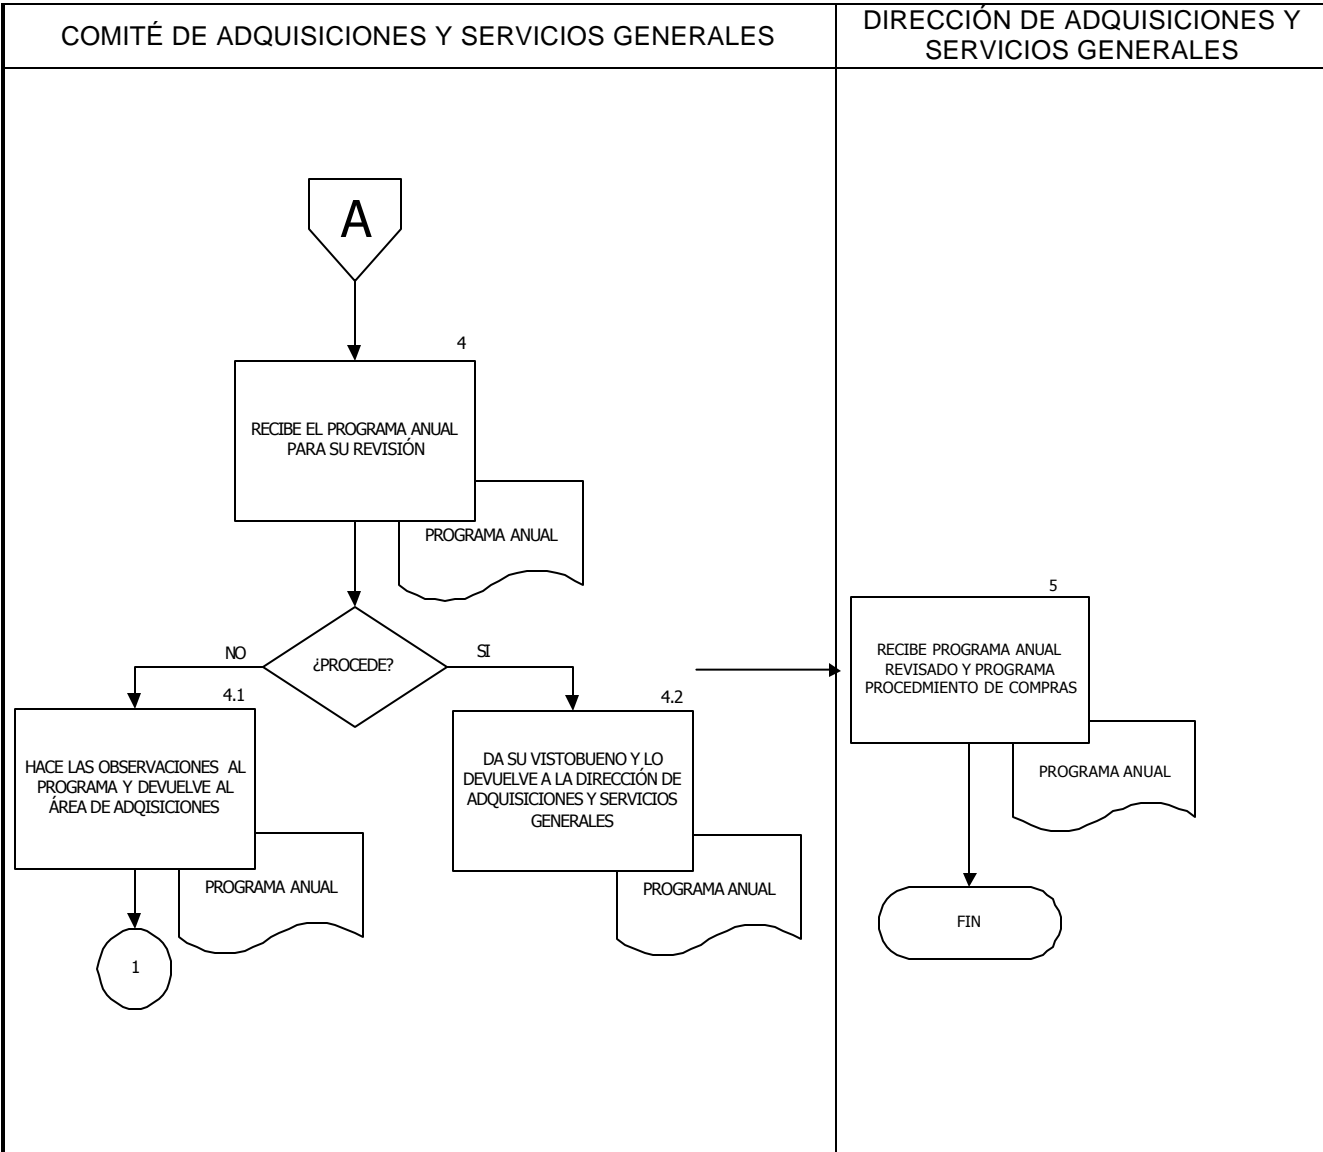 COMITÉ DE ADQUISICIONES Y SERVICIOS GENERALES
DIRECCIÓN DE ADQUISICIONES Y
SERVICIOS GENERALES
A
4
RECIBE EL PROGRAMA ANUAL
PARA SU REVISIÓN
PROGRAMA ANUAL
¿PROCEDE?
NO
SI
4.1
HACE LAS OBSERVACIONES AL
PROGRAMA Y DEVUELVE AL
ÁREA DE ADQISICIONES
PROGRAMA ANUAL
1
4.2
DA SU VISTOBUENO Y LO
DEVUELVE A LA DIRECCIÓN DE
ADQUISICIONES Y SERVICIOS
GENERALES
PROGRAMA ANUAL
5
RECIBE PROGRAMA ANUAL
REVISADO Y PROGRAMA
PROCEDMIENTO DE COMPRAS
PROGRAMA ANUAL
FIN